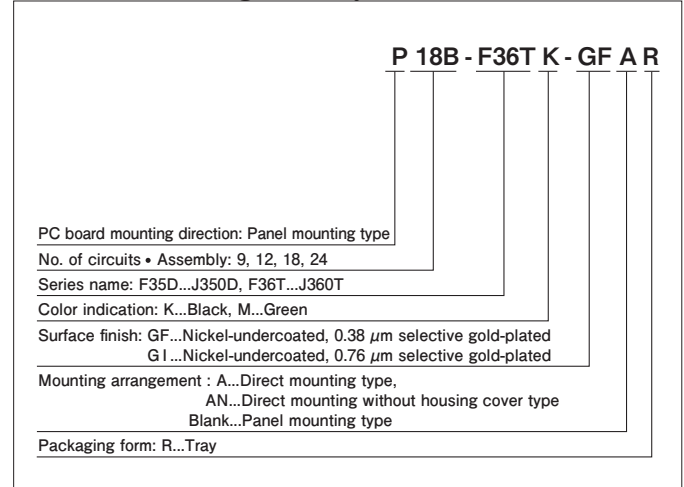 P 18B - F36T K - GF A R
PC board mounting direction: Panel mounting type
No. of circuits • Assembly: 9, 12, 18, 24
Series name: F35D...J350D, F36T...J360T
Color indication: K...Black, M...Green
Surface finish: GF...Nickel-undercoated, 0.38 μm selective gold-plated
G I ...Nickel-undercoated, 0.76 μm selective gold-plated
Mounting arrangement : A...Direct mounting type,
AN...Direct mounting without housing cover type
Blank...Panel mounting type
Packaging form: R...Tray